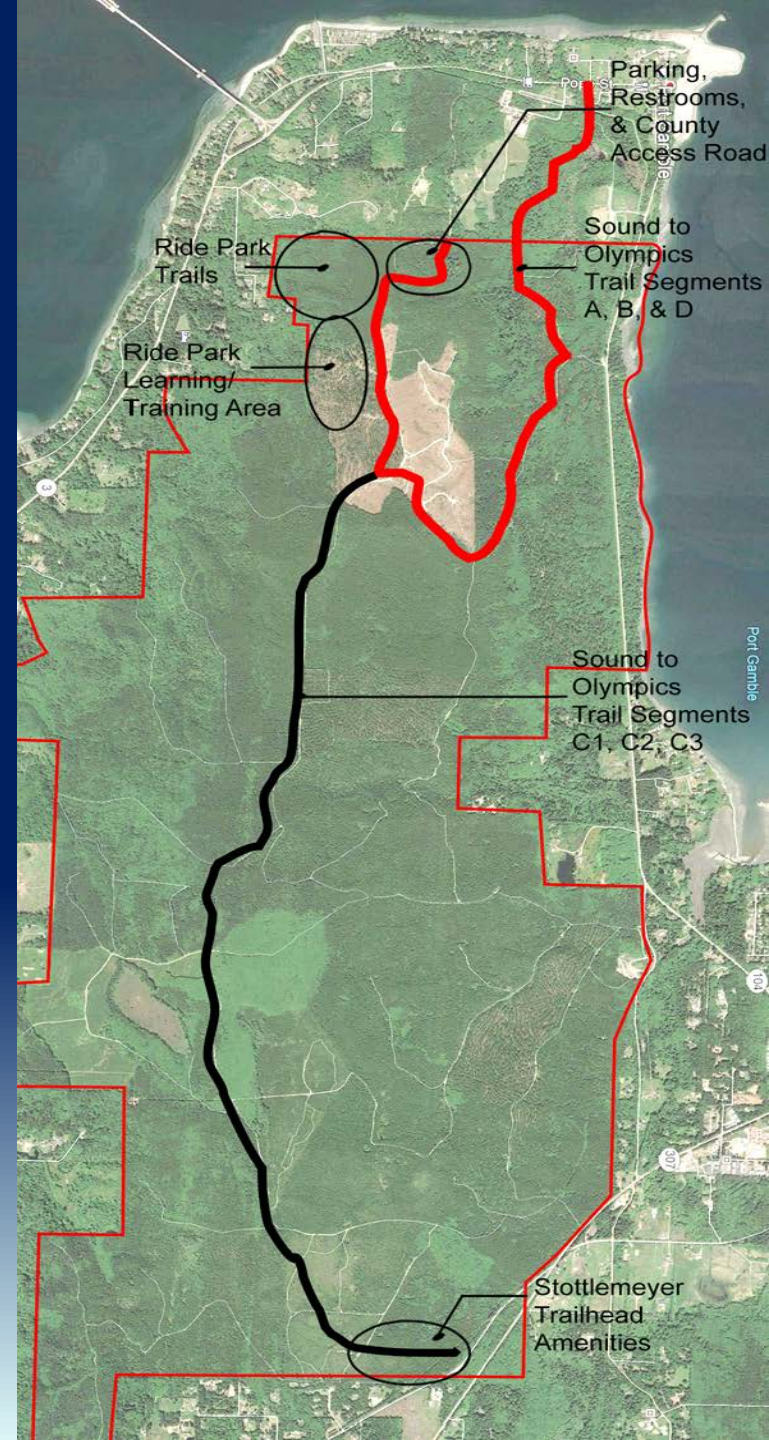 Parking,
Restrooms,
& County
Access Road
Ride Park
Trails
Sound to
Olympics
Trail Segments
A, B, & D
Ride Park
Learning/
Training Area
3
Sound to
Olympics
Trail Segments
C1, C2, C3
Port Gamble
104
307
Stottlemeyer
Trailhead
Amenities